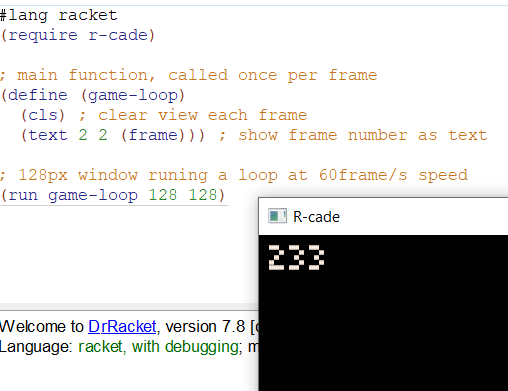 #lang racket
(require r-cade)
; main function, called once per frame
(define (game-loop)
(cls) ; clear view each frame
(text 2 2 (frame))) ; show frame number as text
; 128px window runing a loop at 60frame/s speed
(run game-loop 128 128)
R-cade
233
Welcome to DrRacket, version 7.8 [
Language: racket, with debugging; m